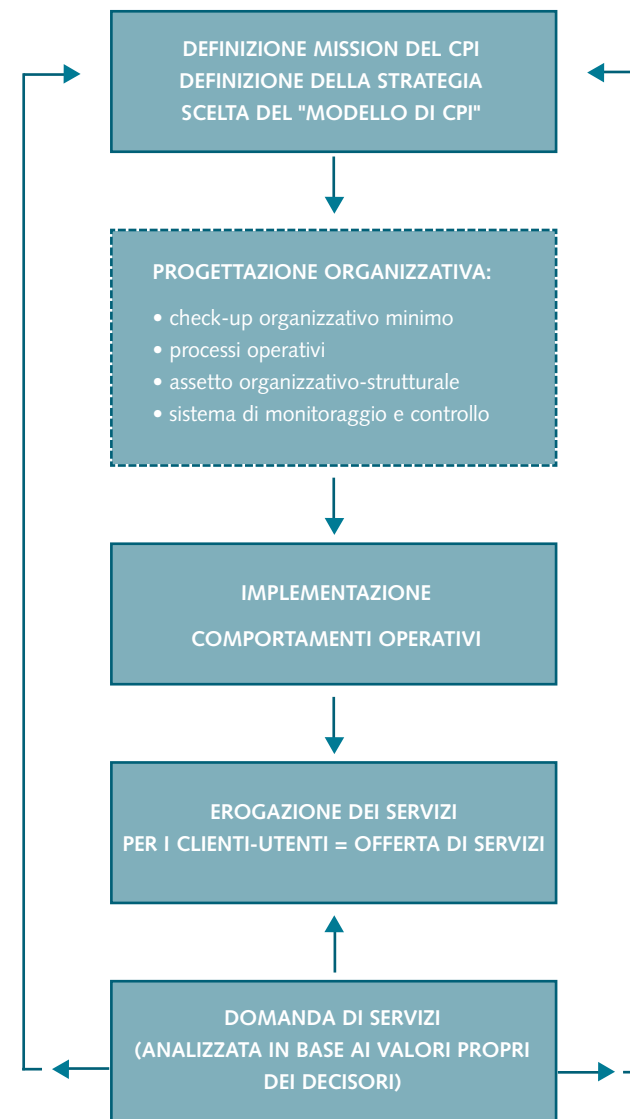 DEFINIZIONE MISSION DEL CPI
DEFINIZIONE DELLA STRATEGIA
SCELTA DEL "MODELLO DI CPI"
PROGETTAZIONE ORGANIZZATIVA:
• check-up organizzativo minimo
• processi operativi
• assetto organizzativo-strutturale
• sistema di monitoraggio e controllo
IMPLEMENTAZIONE
COMPORTAMENTI OPERATIVI
EROGAZIONE DEI SERVIZI
PER I CLIENTI-UTENTI = OFFERTA DI SERVIZI
DOMANDA DI SERVIZI
(ANALIZZATA IN BASE AI VALORI PROPRI
DEI DECISORI)